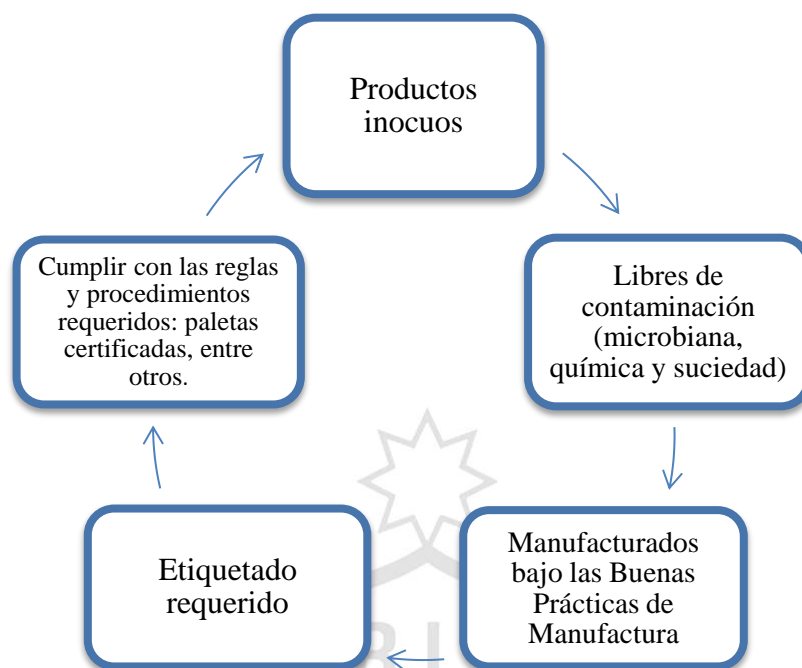 Productos
inocuos
Libres de
contaminación
(microbiana,
química y suciedad)
Manufacturados
bajo las Buenas
Prácticas de
Manufactura
Etiquetado
requerido
Cumplir con las reglas
y procedimientos
requeridos: paletas
certificadas, entre
otros.